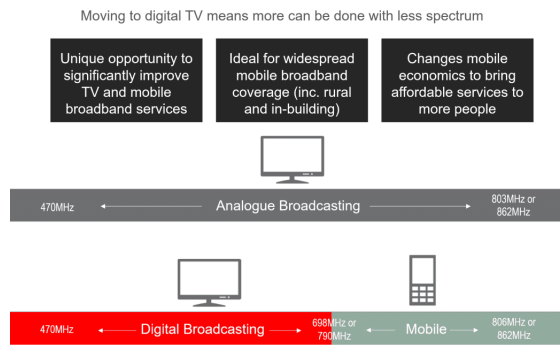 Moving to digital TV means more can be done with less spectrum
Unique opportunity to
significantly improve
TV and mobile
broadband services
Ideal for widespread
mobile broadband
coverage (inc. rural
and in-building)
Changes mobile
economics to bring
affordable services to
more people
470MHz
Analogue Broadcasting
803MHz or
862MHz
470MHz
Digital Broadcasting
698MHz or
790MHz
Mobile
806MHz or
862MHz